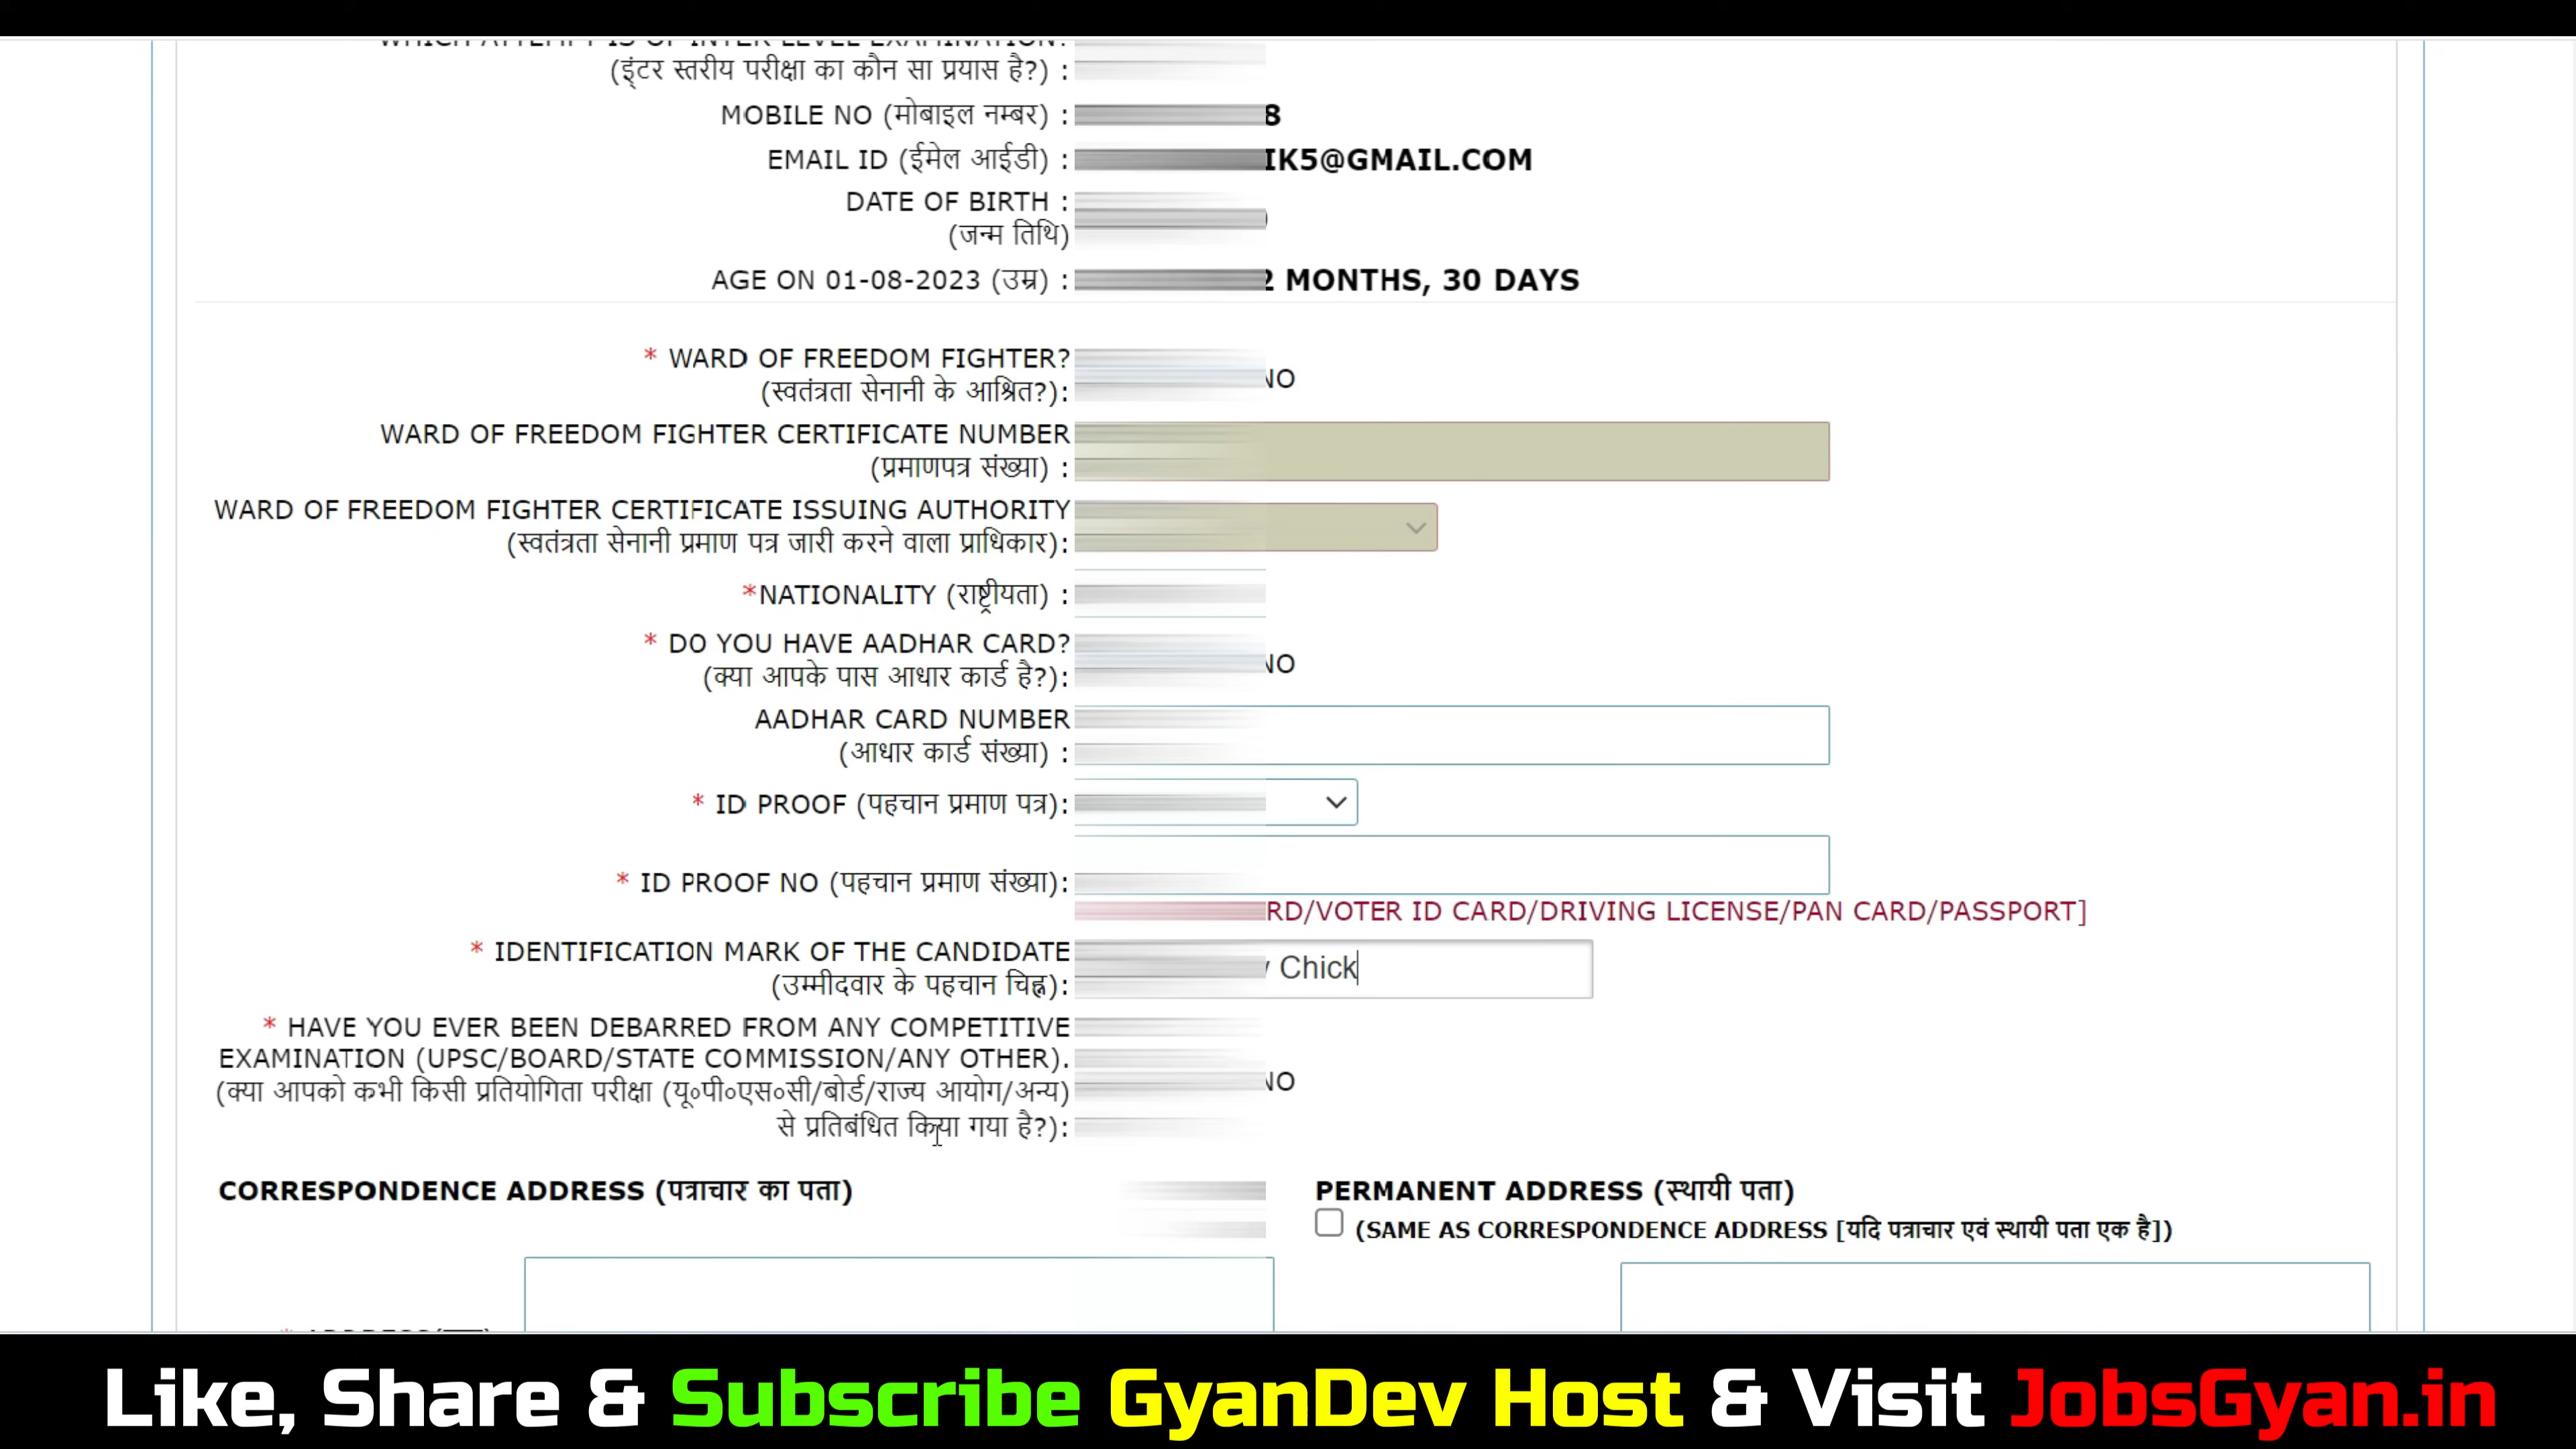 (इंटर स्तरीय परीक्षा का कौन सा प्रयास है?) :
MOBILE NO (मोबाइल नम्बर) : 8
EMAIL ID (ईमेल आईडी) : IK5@GMAIL.COM
DATE OF BIRTH :
(जन्म तिथि)
AGE ON 01-08-2023 (उम्र) : 2 MONTHS, 30 DAYS
* WARD OF FREEDOM FIGHTER?
(स्वतंत्रता सेनानी के आश्रित?): NO
WARD OF FREEDOM FIGHTER CERTIFICATE NUMBER
(प्रमाणपत्र संख्या) :
WARD OF FREEDOM FIGHTER CERTIFICATE ISSUING AUTHORITY
(स्वतंत्रता सेनानी प्रमाण पत्र जारी करने वाला प्राधिकार):
*NATIONALITY (राष्ट्रीयता) :
* DO YOU HAVE AADHAR CARD?
(क्या आपके पास आधार कार्ड है?): NO
AADHAR CARD NUMBER
(आधार कार्ड संख्या) :
* ID PROOF (पहचान प्रमाण पत्र):
* ID PROOF NO (पहचान प्रमाण संख्या):
RD/VOTER ID CARD/DRIVING LICENSE/PAN CARD/PASSPORT]
* IDENTIFICATION MARK OF THE CANDIDATE
(उम्मीदवार के पहचान चिह्न): Chick
* HAVE YOU EVER BEEN DEBARRED FROM ANY COMPETITIVE
EXAMINATION (UPSC/BOARD/STATE COMMISSION/ANY OTHER).
(क्या आपको कभी किसी प्रतियोगिता परीक्षा (यू०पी०एस०सी/बोर्ड/राज्य आयोग/अन्य) NO
से प्रतिबंधित किया गया है?):
CORRESPONDENCE ADDRESS (पत्राचार का पता)
PERMANENT ADDRESS (स्थायी पता)
(SAME AS CORRESPONDENCE ADDRESS [यदि पत्राचार एवं स्थायी पता एक है])
Like, Share & Subscribe GyanDev Host & Visit JobsGyan.in